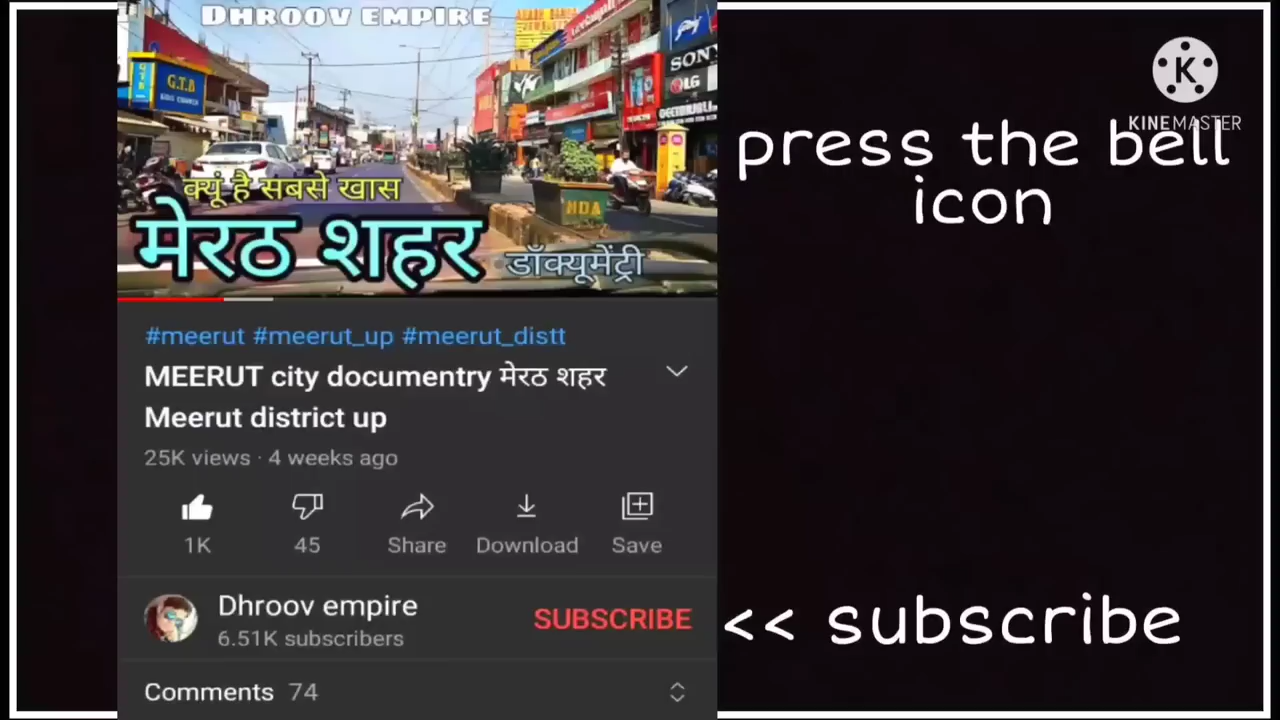 DHROOV EMPIRE
G.T.B
SONY
LG
क्यूं है सबसे खास
मेरठ शहर
डॉक्यूमेंट्री
MDA
#meerut #meerut_up #meerut_distt
MEERUT city documentry मेरठ शहर
Meerut district up
25K views · 4 weeks ago
1K
45
Share
Download
Save
Dhroov empire
6.51K subscribers
SUBSCRIBE
Comments 74
K
KINEMASTER
press the bell
icon
<< subscribe